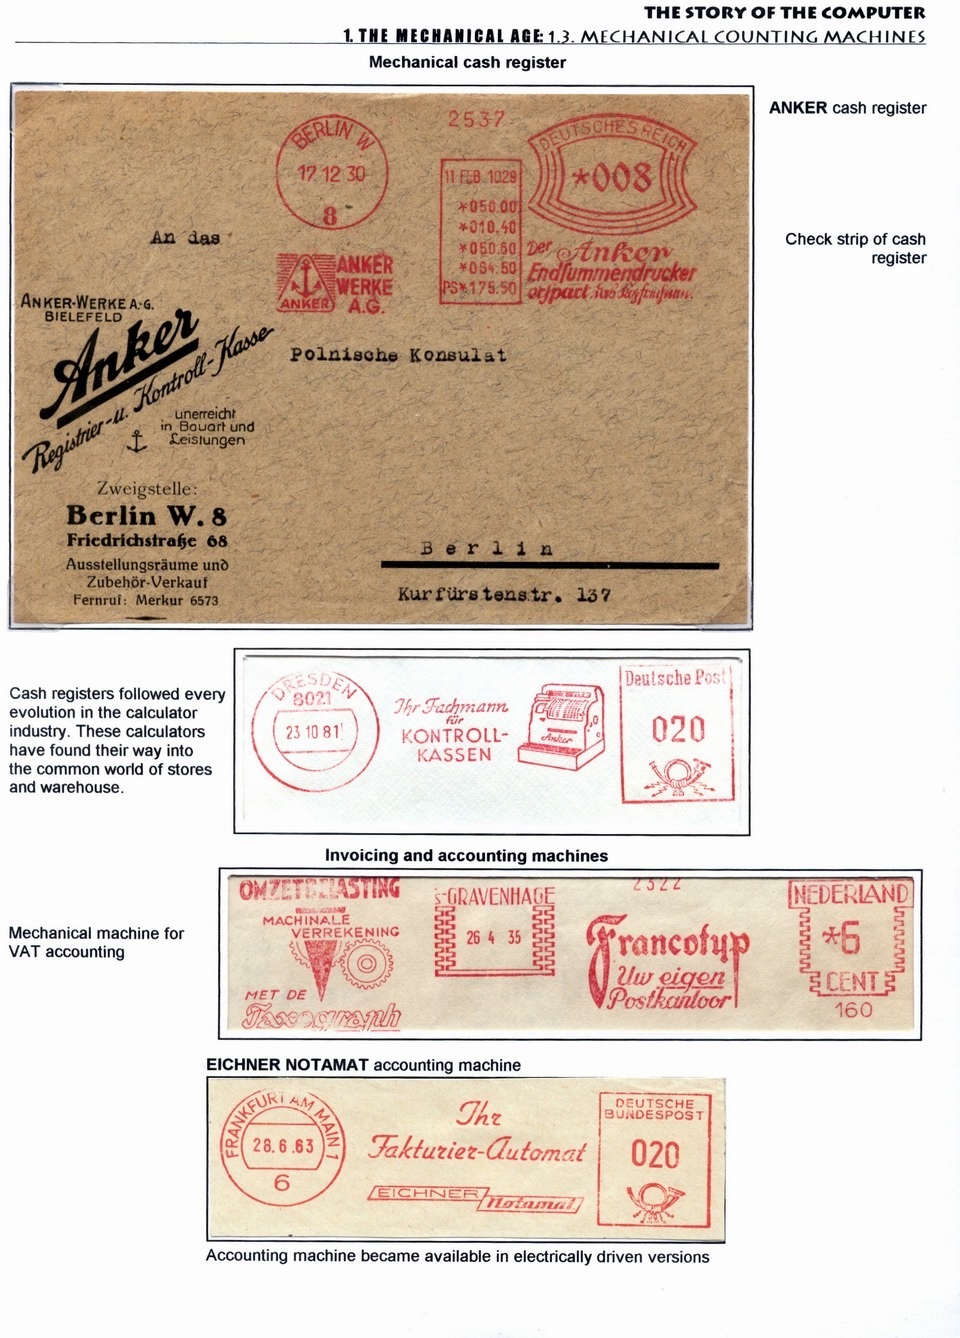 THE STORY OF THE COMPUTER
1. THE MECHANICAL AGE: 1.3. MECHANICAL COUNTING MACHINES
Mechanical cash register
ANKER cash register
Check strip of cash
register
BERLIN W
17.12.30
8
2537
DEUTSCHES REICH
*008
11 FEB. 1029
*050.00
*010.40
*050.60
*064.50
PS*175.50
ANKER
ANKER
WERKE
A.G.
Der Anker
Endsummendrucker
erspart
An das
Polnische Konsulat
Berlin
Kurfürstenstr. 137
ANKER-WERKE A.G.
BIELEFELD
Anker
Registrier- u. Kontroll-Kasse
unerreicht
in Bauart und
Leistungen
Zweigstelle:
Berlin W. 8
Friedrichstraße 68
Ausstellungsräume und
Zubehör-Verkauf
Fernruf: Merkur 6573
Cash registers followed every
evolution in the calculator
industry. These calculators
have found their way into
the common world of stores
and warehouse.
DRESDEN
8021
23.10.81
Ihr Fachmann
für
KONTROLL-
KASSEN
Anker
Deutsche Post
020
Invoicing and accounting machines
Mechanical machine for
VAT accounting
OMZETBELASTING
MACHINALE
VERREKENING
MET DE
Taxograph
's-GRAVENHAGE
26 4 35
2322
Francotyp
Uw eigen
Postkantoor
NEDERLAND
*6
CENT
160
EICHNER NOTAMAT accounting machine
FRANKFURT AM MAIN 1
28.6.63
6
Ihr
Fakturier-Automat
EICHNER Notamat
DEUTSCHE
BUNDESPOST
020
Accounting machine became available in electrically driven versions